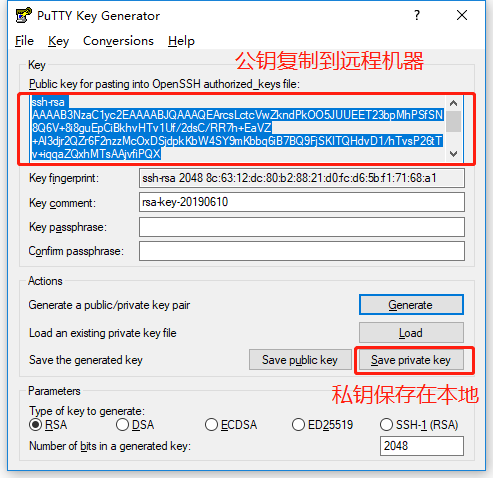 PuTTY Key Generator
File Key Conversions Help
公钥复制到远程机器
Key
Public key for pasting into OpenSSH authorized_keys file:
ssh-rsa
AAAAB3NzaC1yc2EAAAABJQAAAQEArcsLctcVwZkndPkOO5JUUEET23bpMhPSfSN
8Q6V+8i8guEpCiBkhvHTv1Uf/2dsC/RR7h+EaVZ
+Al3djr2QZr6F2nzzMcOxDSjdpkKbW4SY9mKbbq6iB7BQ9FjSKITQHdvD1/hTvsP26tT
v+iqqaZQxhMTsAAjvfiPQX
Key fingerprint: ssh-rsa 2048 8c:63:12:dc:80:b2:88:21:d0:fc:d6:5b:f1:71:68:a1
Key comment: rsa-key-20190610
Key passphrase:
Confirm passphrase:
Actions
Generate a public/private key pair Generate
Load an existing private key file Load
Save the generated key Save public key Save private key
私钥保存在本地
Parameters
Type of key to generate:
RSA DSA ECDSA ED25519 SSH-1 (RSA)
Number of bits in a generated key: 2048